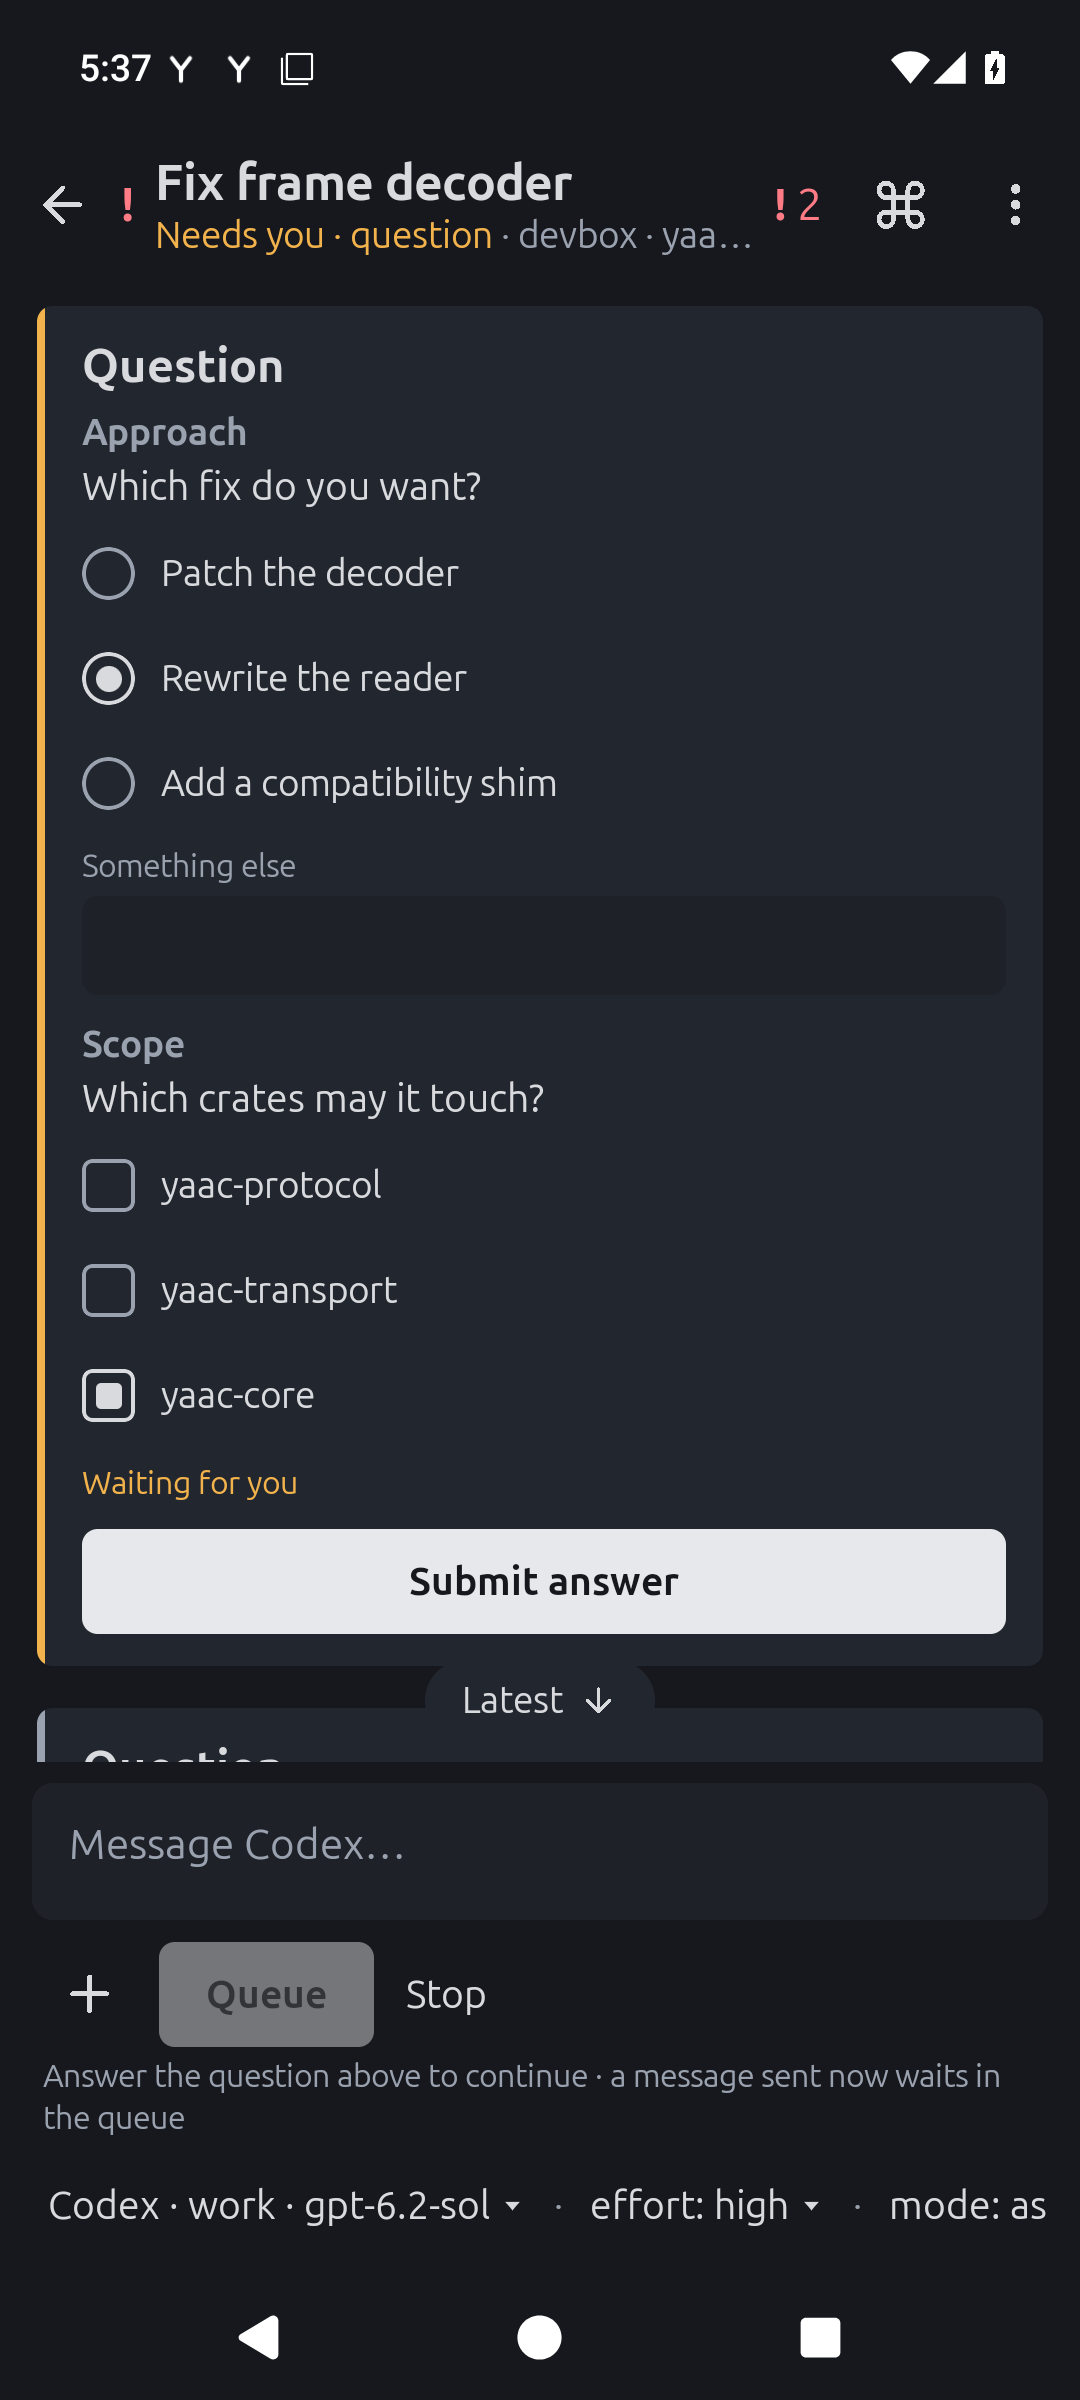 5:37
Fix frame decoder
Needs you · question · devbox · yaa…
! 2
Question
Approach
Which fix do you want?
Patch the decoder
Rewrite the reader
Add a compatibility shim
Something else
Scope
Which crates may it touch?
yaac-protocol
yaac-transport
yaac-core
Waiting for you
Submit answer
Latest
Question
Message Codex…
Queue
Stop
Answer the question above to continue · a message sent now waits in
the queue
Codex · work · gpt-6.2-sol · effort: high · mode: as